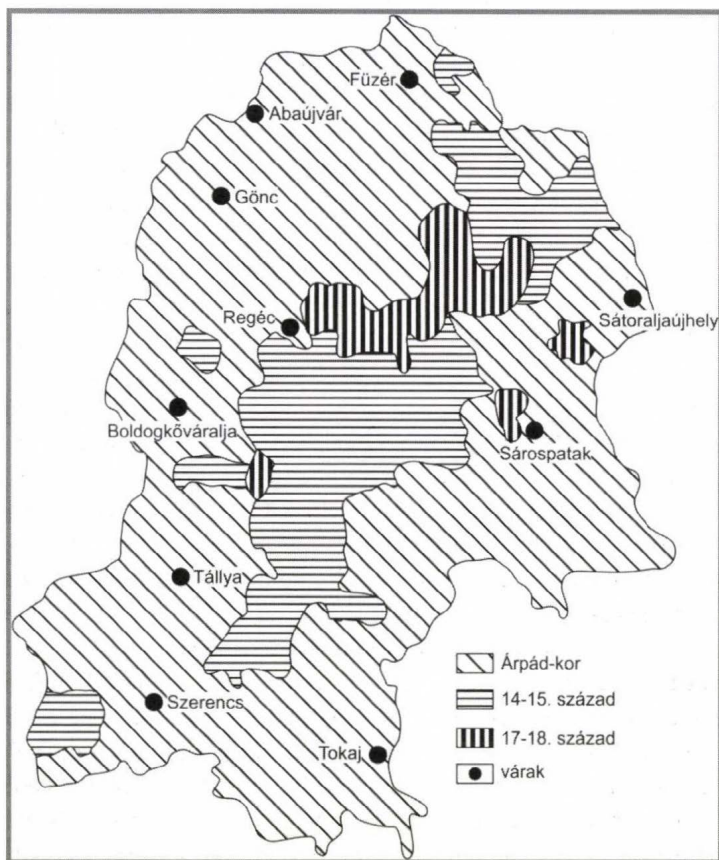 Füzér
Abaújvár
Gönc
Regéc
Sátoraljaújhely
Boldogkőváralja
Sárospatak
Tállya
Szerencs
Tokaj
Árpád-kor
14-15. század
17-18. század
várak